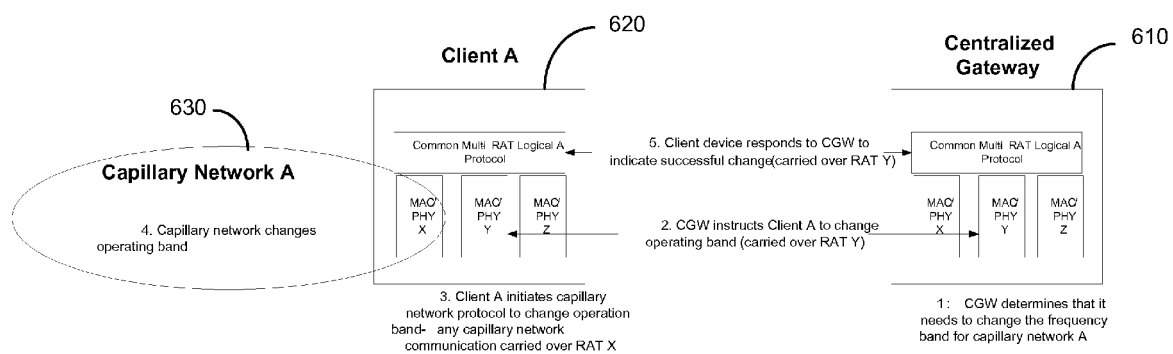 620
Client A
610
Centralized
Gateway
630
Capillary Network A
4. Capillary network changes
operating band
Common Multi RAT Logical A
Protocol
MAC/
PHY
X
MAC/
PHY
Y
MAC/
PHY
Z
5. Client device responds to CGW to
indicate successful change(carried over RAT Y)
2. CGW instructs Client A to change
operating band (carried over RAT Y)
Common Multi RAT Logical A
Protocol
MAC/
PHY
X
MAC/
PHY
Y
MAC/
PHY
Z
3. Client A initiates capillary
network protocol to change operation
band- any capillary network
communication carried over RAT X
1: CGW determines that it
needs to change the frequency
band for capillary network A